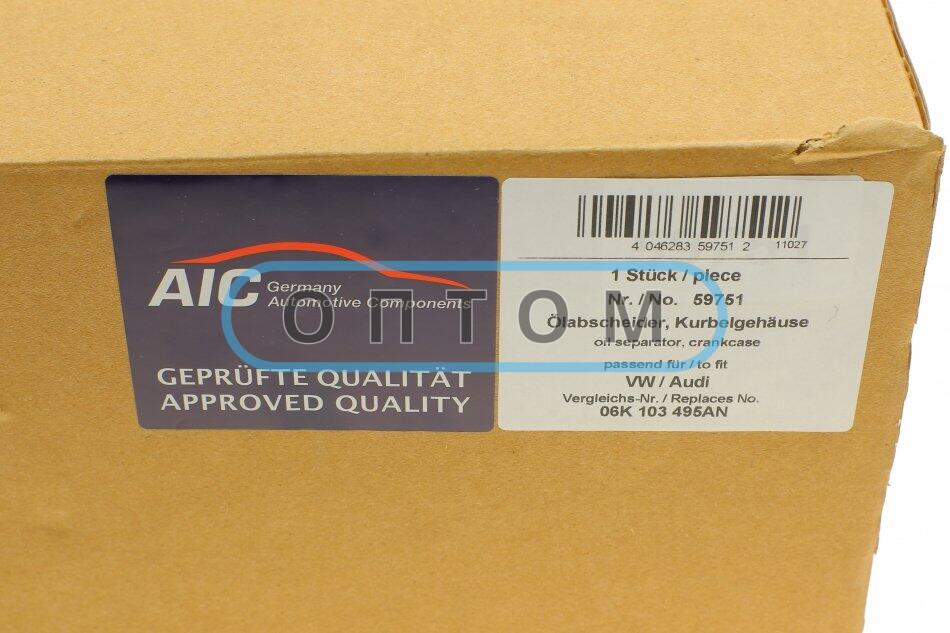 AIC Germany
Automotive Components
GEPRÜFTE QUALITÄT
APPROVED QUALITY
4 046283 59751 2 11027
1 Stück / piece
Nr. / No. 59751
Ölabscheider, Kurbelgehäuse
oil separator, crankcase
passend für / to fit
VW / Audi
Vergleichs-Nr. / Replaces No.
06K 103 495AN
ОПТОМ